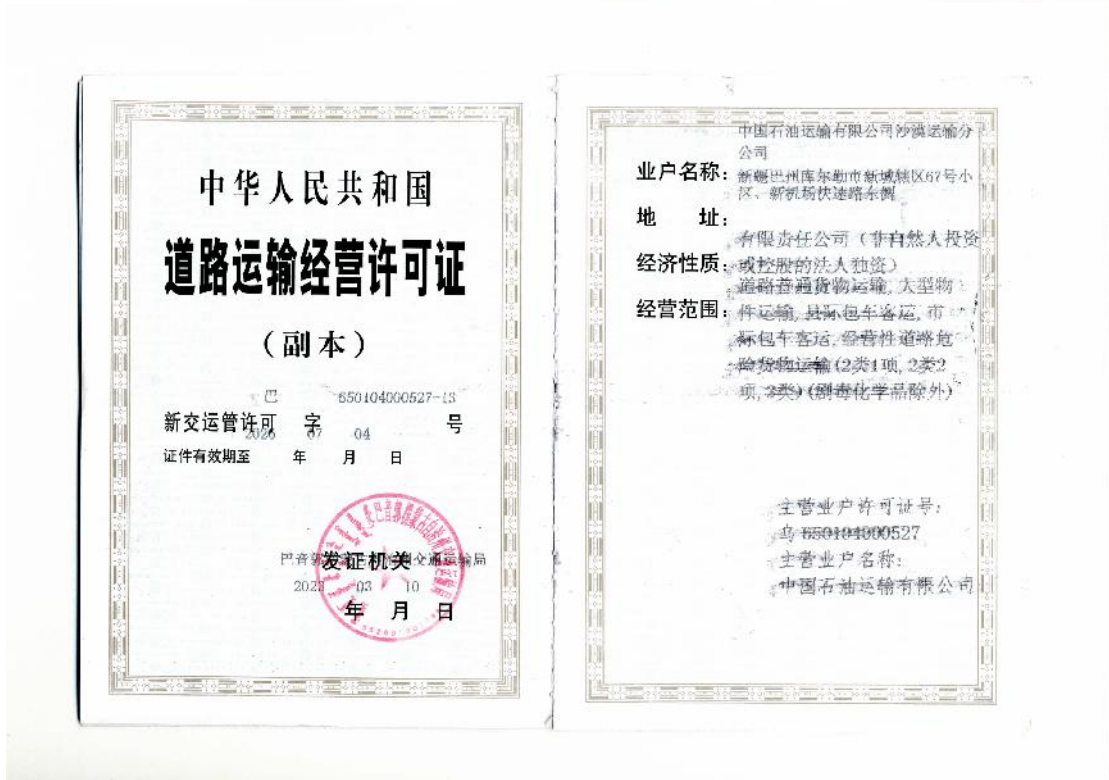 中华人民共和国
道路运输经营许可证
（副本）
巴 650104000527-13
新交运管许可 字 号
2026 07 04
证件有效期至 年 月 日
发证机关
03 10
年 月 日
中国石油运输有限公司沙漠运输分
公司
业户名称：
新疆巴州库尔勒市新城辖区67号小
区、新机场快速路东侧
地 址：
有限责任公司（非自然人投资
经济性质：
或控股的法人独资）
道路普通货物运输, 大型物
经营范围：
件运输, 县际包车客运, 市
际包车客运, 经营性道路危
险货物运输(2类1项, 2类2
项, 3类)(剧毒化学品除外)
主营业户许可证号：
乌 650104000527
主营业户名称：
中国石油运输有限公司